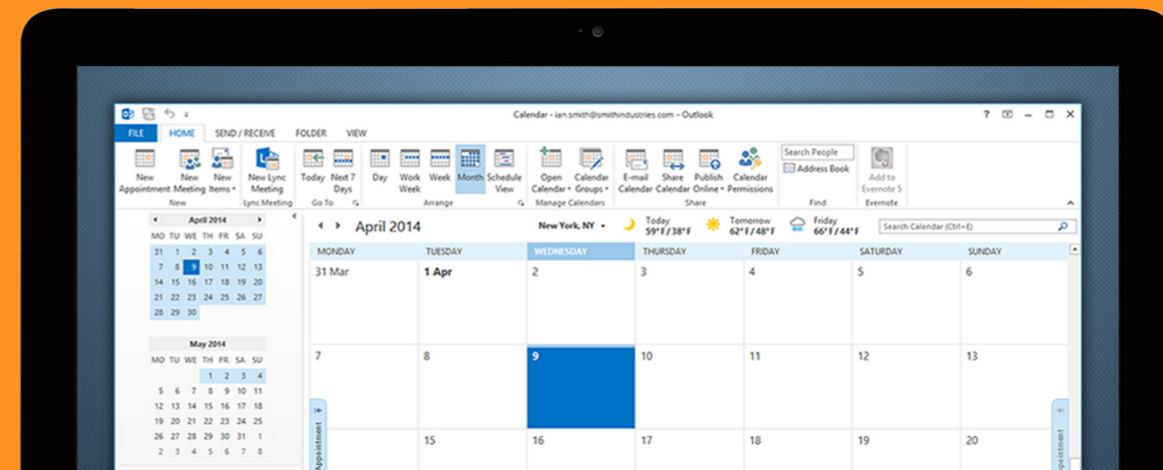 Calendar - ian.smith@smithindustries.com - Outlook
FILE HOME SEND / RECEIVE FOLDER VIEW
New Appointment
New Meeting
New Items
New Lync Meeting
Today
Next 7 Days
Day
Work Week
Week
Month
Schedule View
Open Calendar
Calendar Groups
E-mail Calendar
Share Calendar
Publish Online
Calendar Permissions
Search People
Address Book
Add to Evernote 5
New
Lync Meeting
Go To
Arrange
Manage Calendars
Share
Find
Evernote
April 2014
MO TU WE TH FR SA SU
31 1 2 3 4 5 6
7 8 9 10 11 12 13
14 15 16 17 18 19 20
21 22 23 24 25 26 27
28 29 30
May 2014
MO TU WE TH FR SA SU
1 2 3 4
5 6 7 8 9 10 11
12 13 14 15 16 17 18
19 20 21 22 23 24 25
26 27 28 29 30 31 1
2 3 4 5 6 7 8
April 2014
New York, NY
Today
59°F/38°F
Tomorrow
62°F/48°F
Friday
66°F/44°F
Search Calendar (Ctrl+E)
MONDAY TUESDAY WEDNESDAY THURSDAY FRIDAY SATURDAY SUNDAY
31 Mar 1 Apr 2 3 4 5 6
7 8 9 10 11 12 13
15 16 17 18 19 20
Appointment